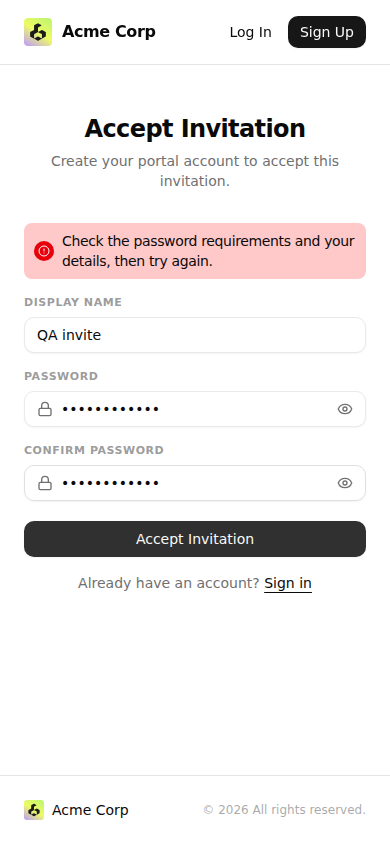 Acme Corp
Log In
Sign Up
Accept Invitation
Create your portal account to accept this
invitation.
Check the password requirements and your
details, then try again.
DISPLAY NAME
QA invite
PASSWORD
••••••••••••
CONFIRM PASSWORD
••••••••••••
Accept Invitation
Already have an account? Sign in
Acme Corp
© 2026 All rights reserved.